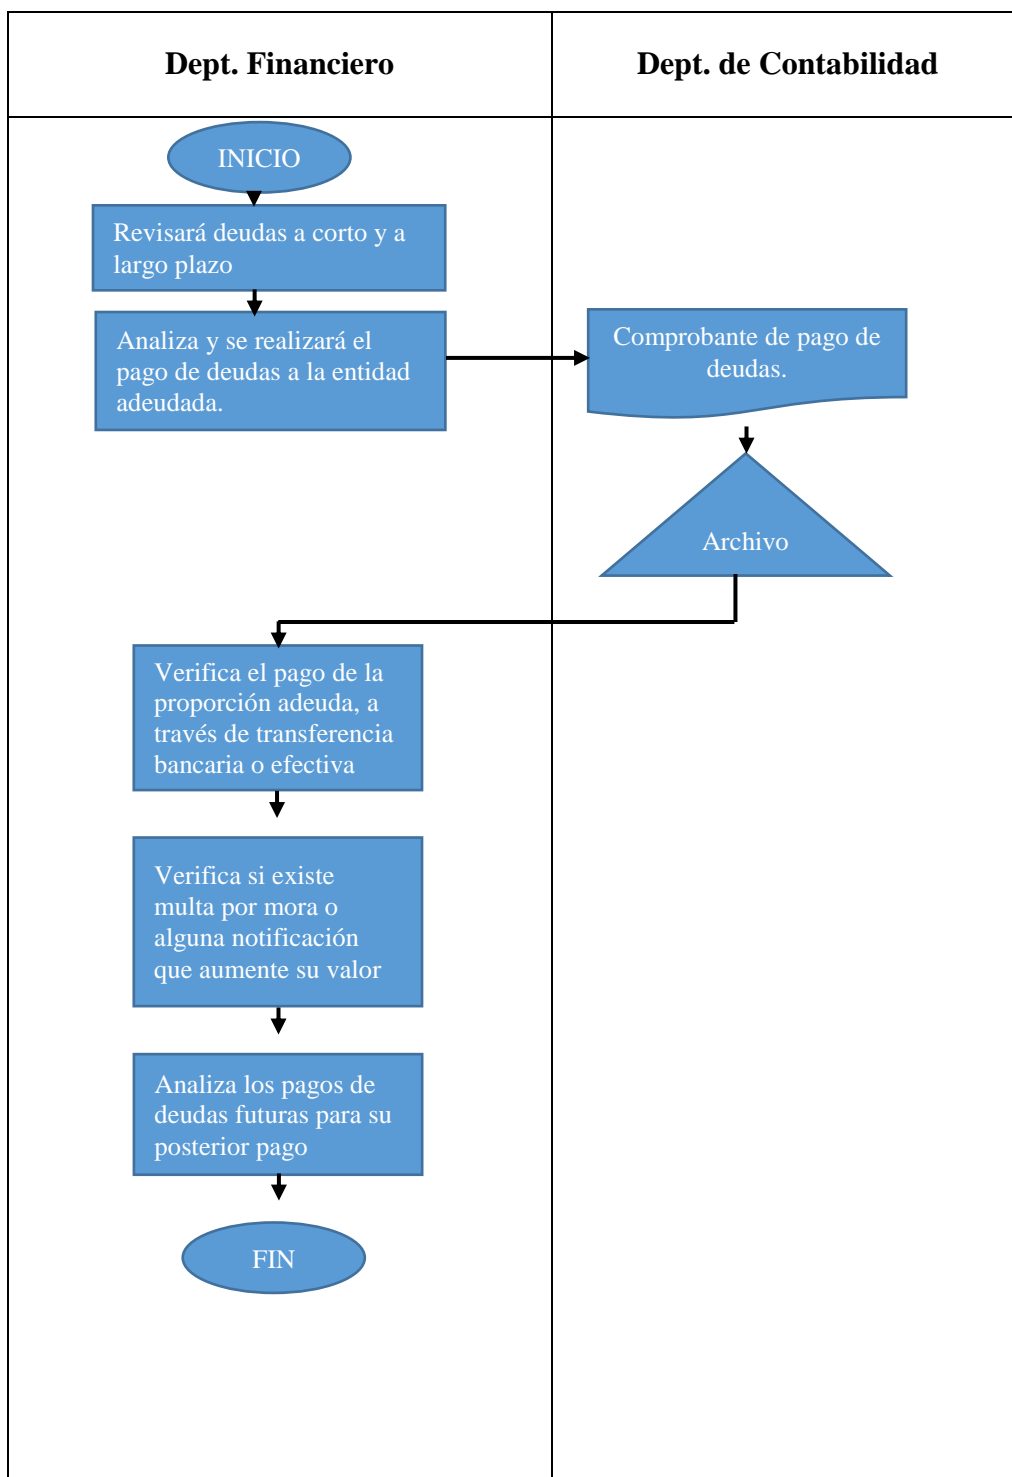 Dept. Financiero
Dept. de Contabilidad
INICIO
Revisará deudas a corto y a
largo plazo
Analiza y se realizará el
pago de deudas a la entidad
adeudada.
Comprobante de pago de
deudas.
Archivo
Verifica el pago de la
proporción adeuda, a
través de transferencia
bancaria o efectiva
Verifica si existe
multa por mora o
alguna notificación
que aumente su valor
Analiza los pagos de
deudas futuras para su
posterior pago
FIN